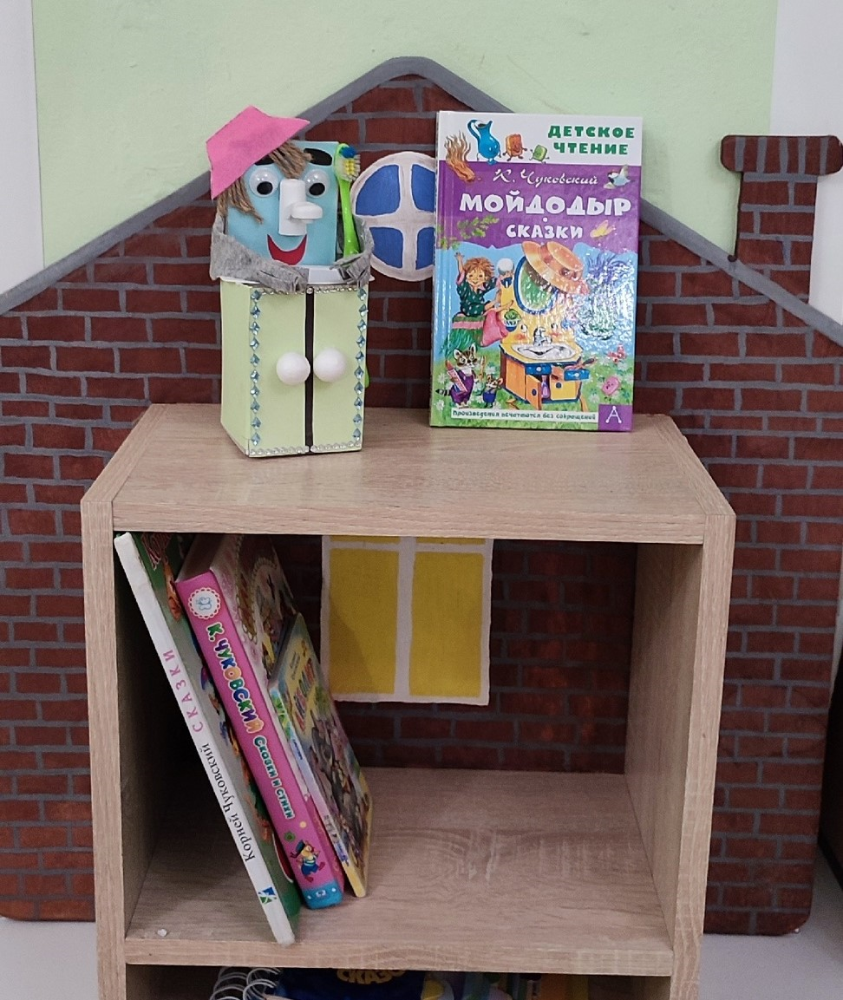 ДЕТСКОЕ
ЧТЕНИЕ
К. Чуковский
МОЙДОДЫР
СКАЗКИ
Произведения печатаются без сокращений
А
Корней Чуковский СКАЗКИ
К. ЧУКОВСКИЙ СКАЗКИ И СТИХИ